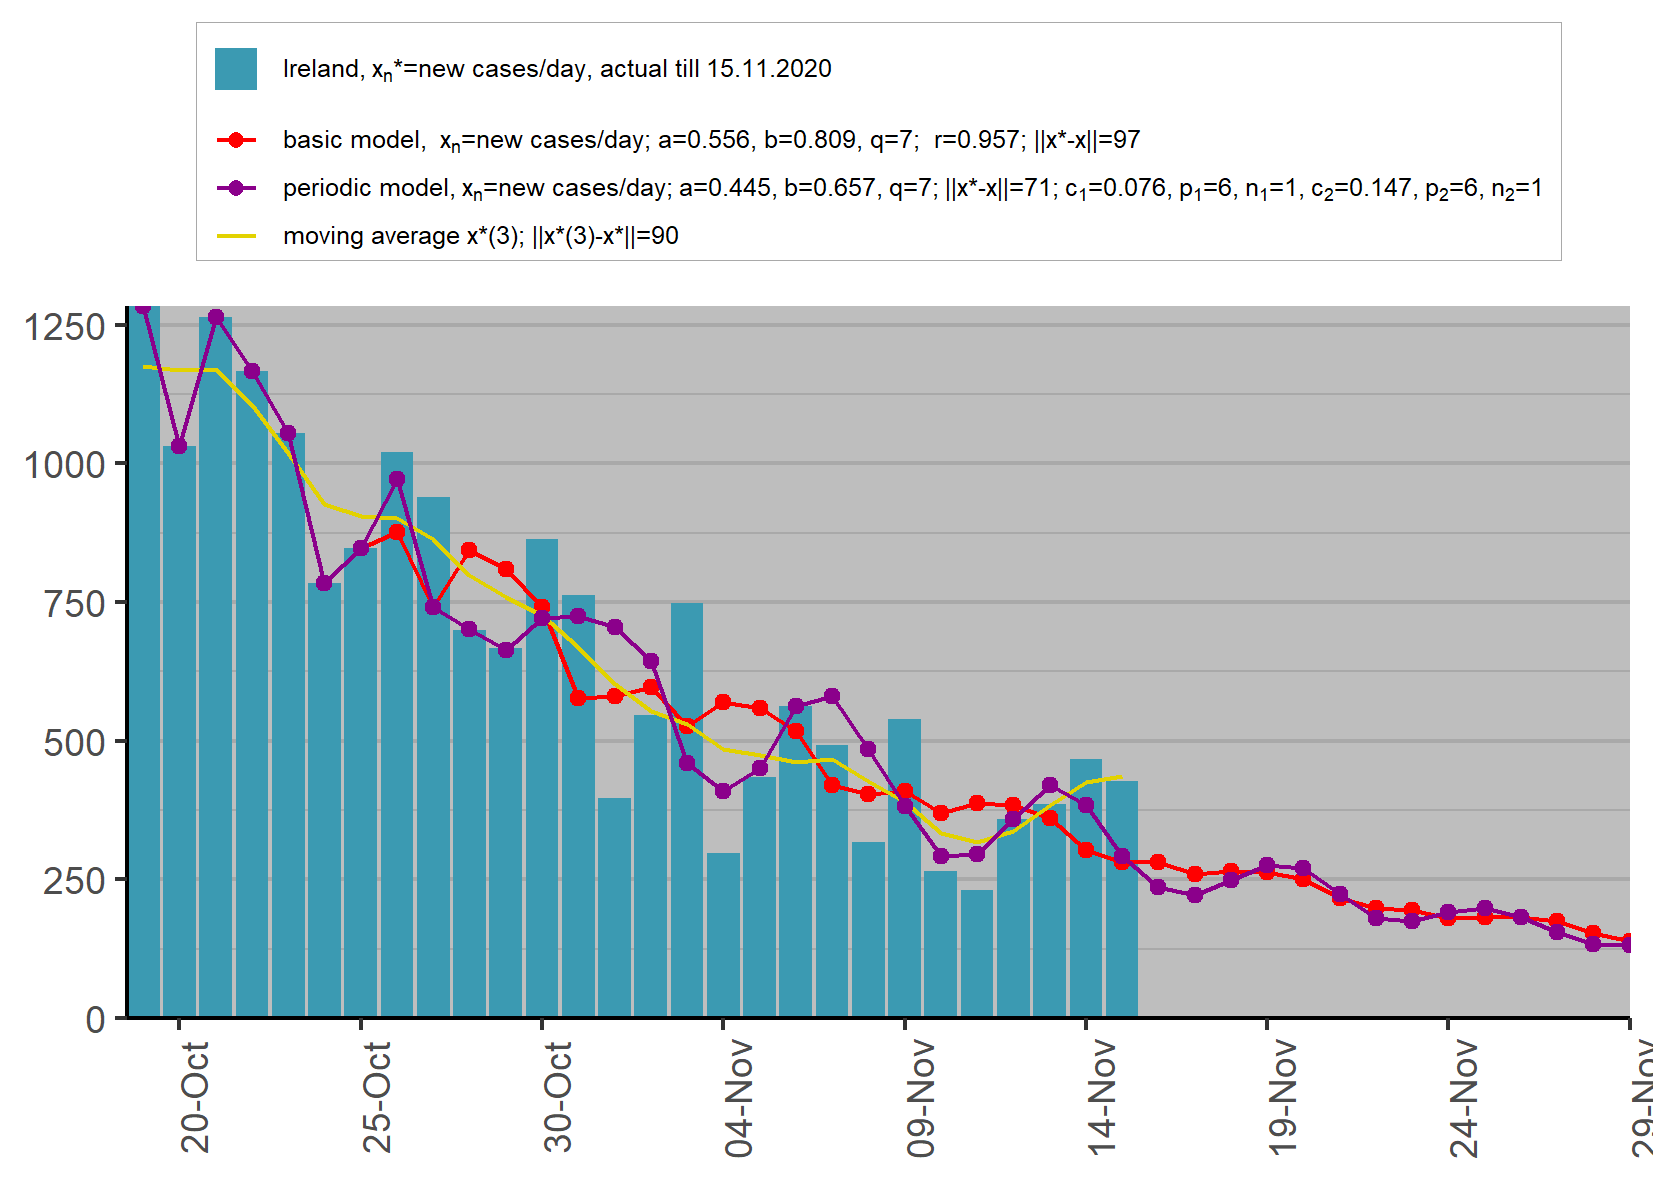 Ireland, xn*=new cases/day, actual till 15.11.2020
basic model,  xn=new cases/day; a=0.556, b=0.809, q=7;  r=0.957; ||x*-x||=97
periodic model, xn=new cases/day; a=0.445, b=0.657, q=7; ||x*-x||=71; c1=0.076, p1=6, n1=1, c2=0.147, p2=6, n2=1
moving average x*(3); ||x*(3)-x*||=90
1250
1000
750
500
250
0
20-Oct
25-Oct
30-Oct
04-Nov
09-Nov
14-Nov
19-Nov
24-Nov
29-Nov